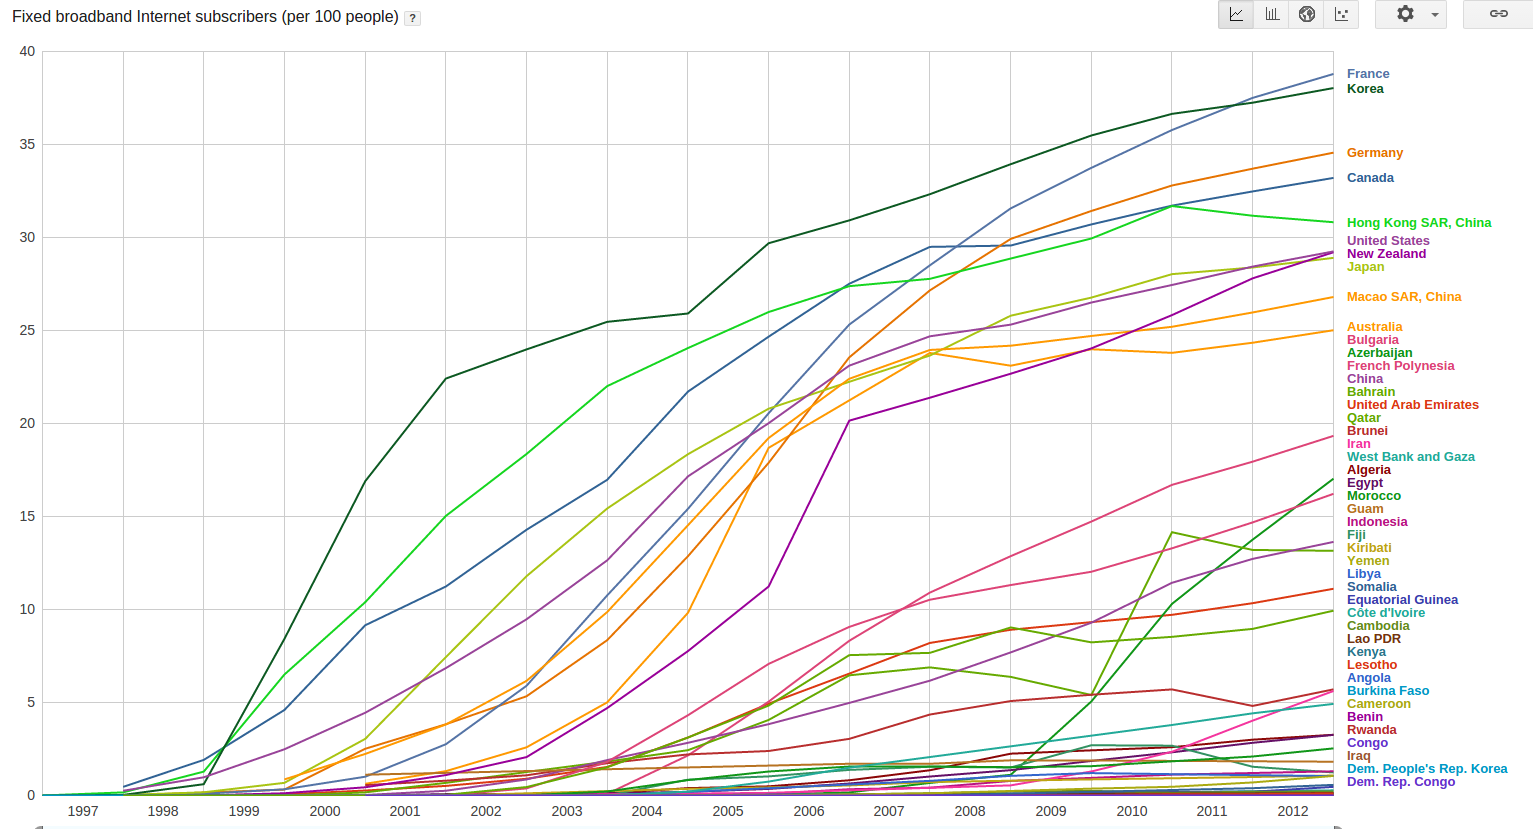 Fixed broadband Internet subscribers (per 100 people) ?
40
35
30
25
20
15
10
5
0
1997 1998 1999 2000 2001 2002 2003 2004 2005 2006 2007 2008 2009 2010 2011 2012
France
Korea
Germany
Canada
Hong Kong SAR, China
United States
New Zealand
Japan
Macao SAR, China
Australia
Bulgaria
Azerbaijan
French Polynesia
China
Bahrain
United Arab Emirates
Qatar
Brunei
Iran
West Bank and Gaza
Algeria
Egypt
Morocco
Guam
Indonesia
Fiji
Kiribati
Yemen
Libya
Somalia
Equatorial Guinea
Côte d'Ivoire
Cambodia
Lao PDR
Kenya
Lesotho
Angola
Burkina Faso
Cameroon
Benin
Rwanda
Congo
Iraq
Dem. People's Rep. Korea
Dem. Rep. Congo